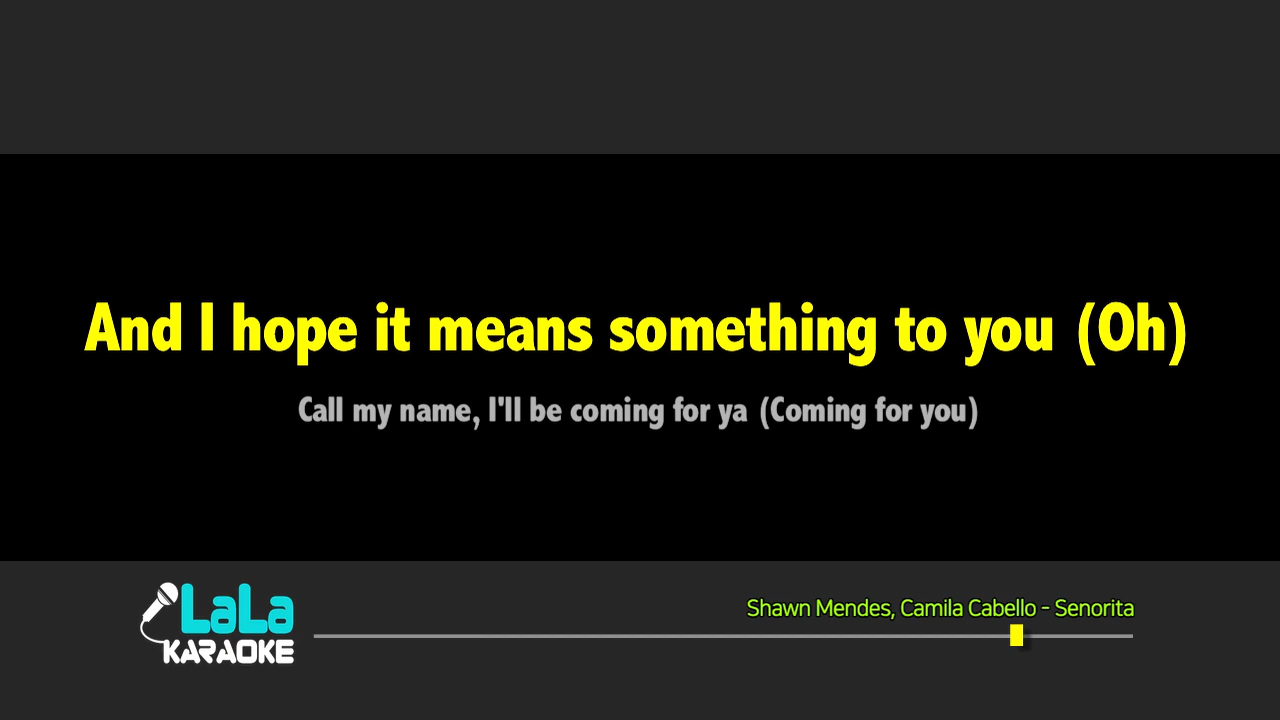 And I hope it means something to you (Oh)
Call my name, I'll be coming for ya (Coming for you)
LaLa
KARAOKE
Shawn Mendes, Camila Cabello - Senorita